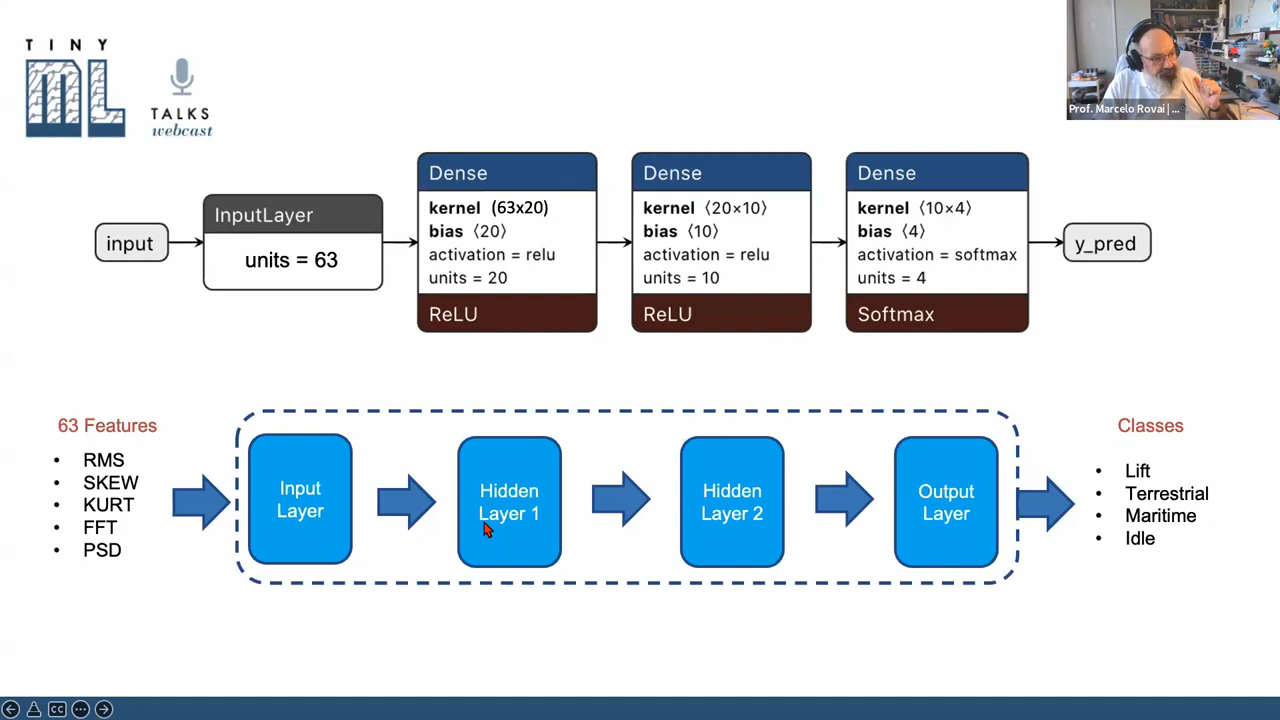 TINY
ML
TALKS
webcast
Prof. Marcelo Rovai | ...
input
InputLayer
units = 63
Dense
kernel (63x20)
bias ⟨20⟩
activation = relu
units = 20
ReLU
Dense
kernel ⟨20×10⟩
bias ⟨10⟩
activation = relu
units = 10
ReLU
Dense
kernel ⟨10×4⟩
bias ⟨4⟩
activation = softmax
units = 4
Softmax
y_pred
63 Features
• RMS
• SKEW
• KURT
• FFT
• PSD
Input
Layer
Hidden
Layer 1
Hidden
Layer 2
Output
Layer
Classes
• Lift
• Terrestrial
• Maritime
• Idle
CC